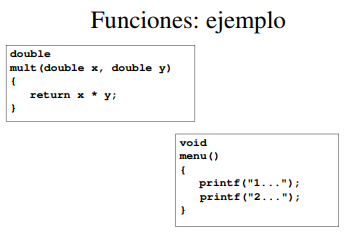 Funciones: ejemplo
double
mult(double x, double y)
{
   return x * y;
}
void
menu()
{
   printf("1...");
   printf("2...");
}